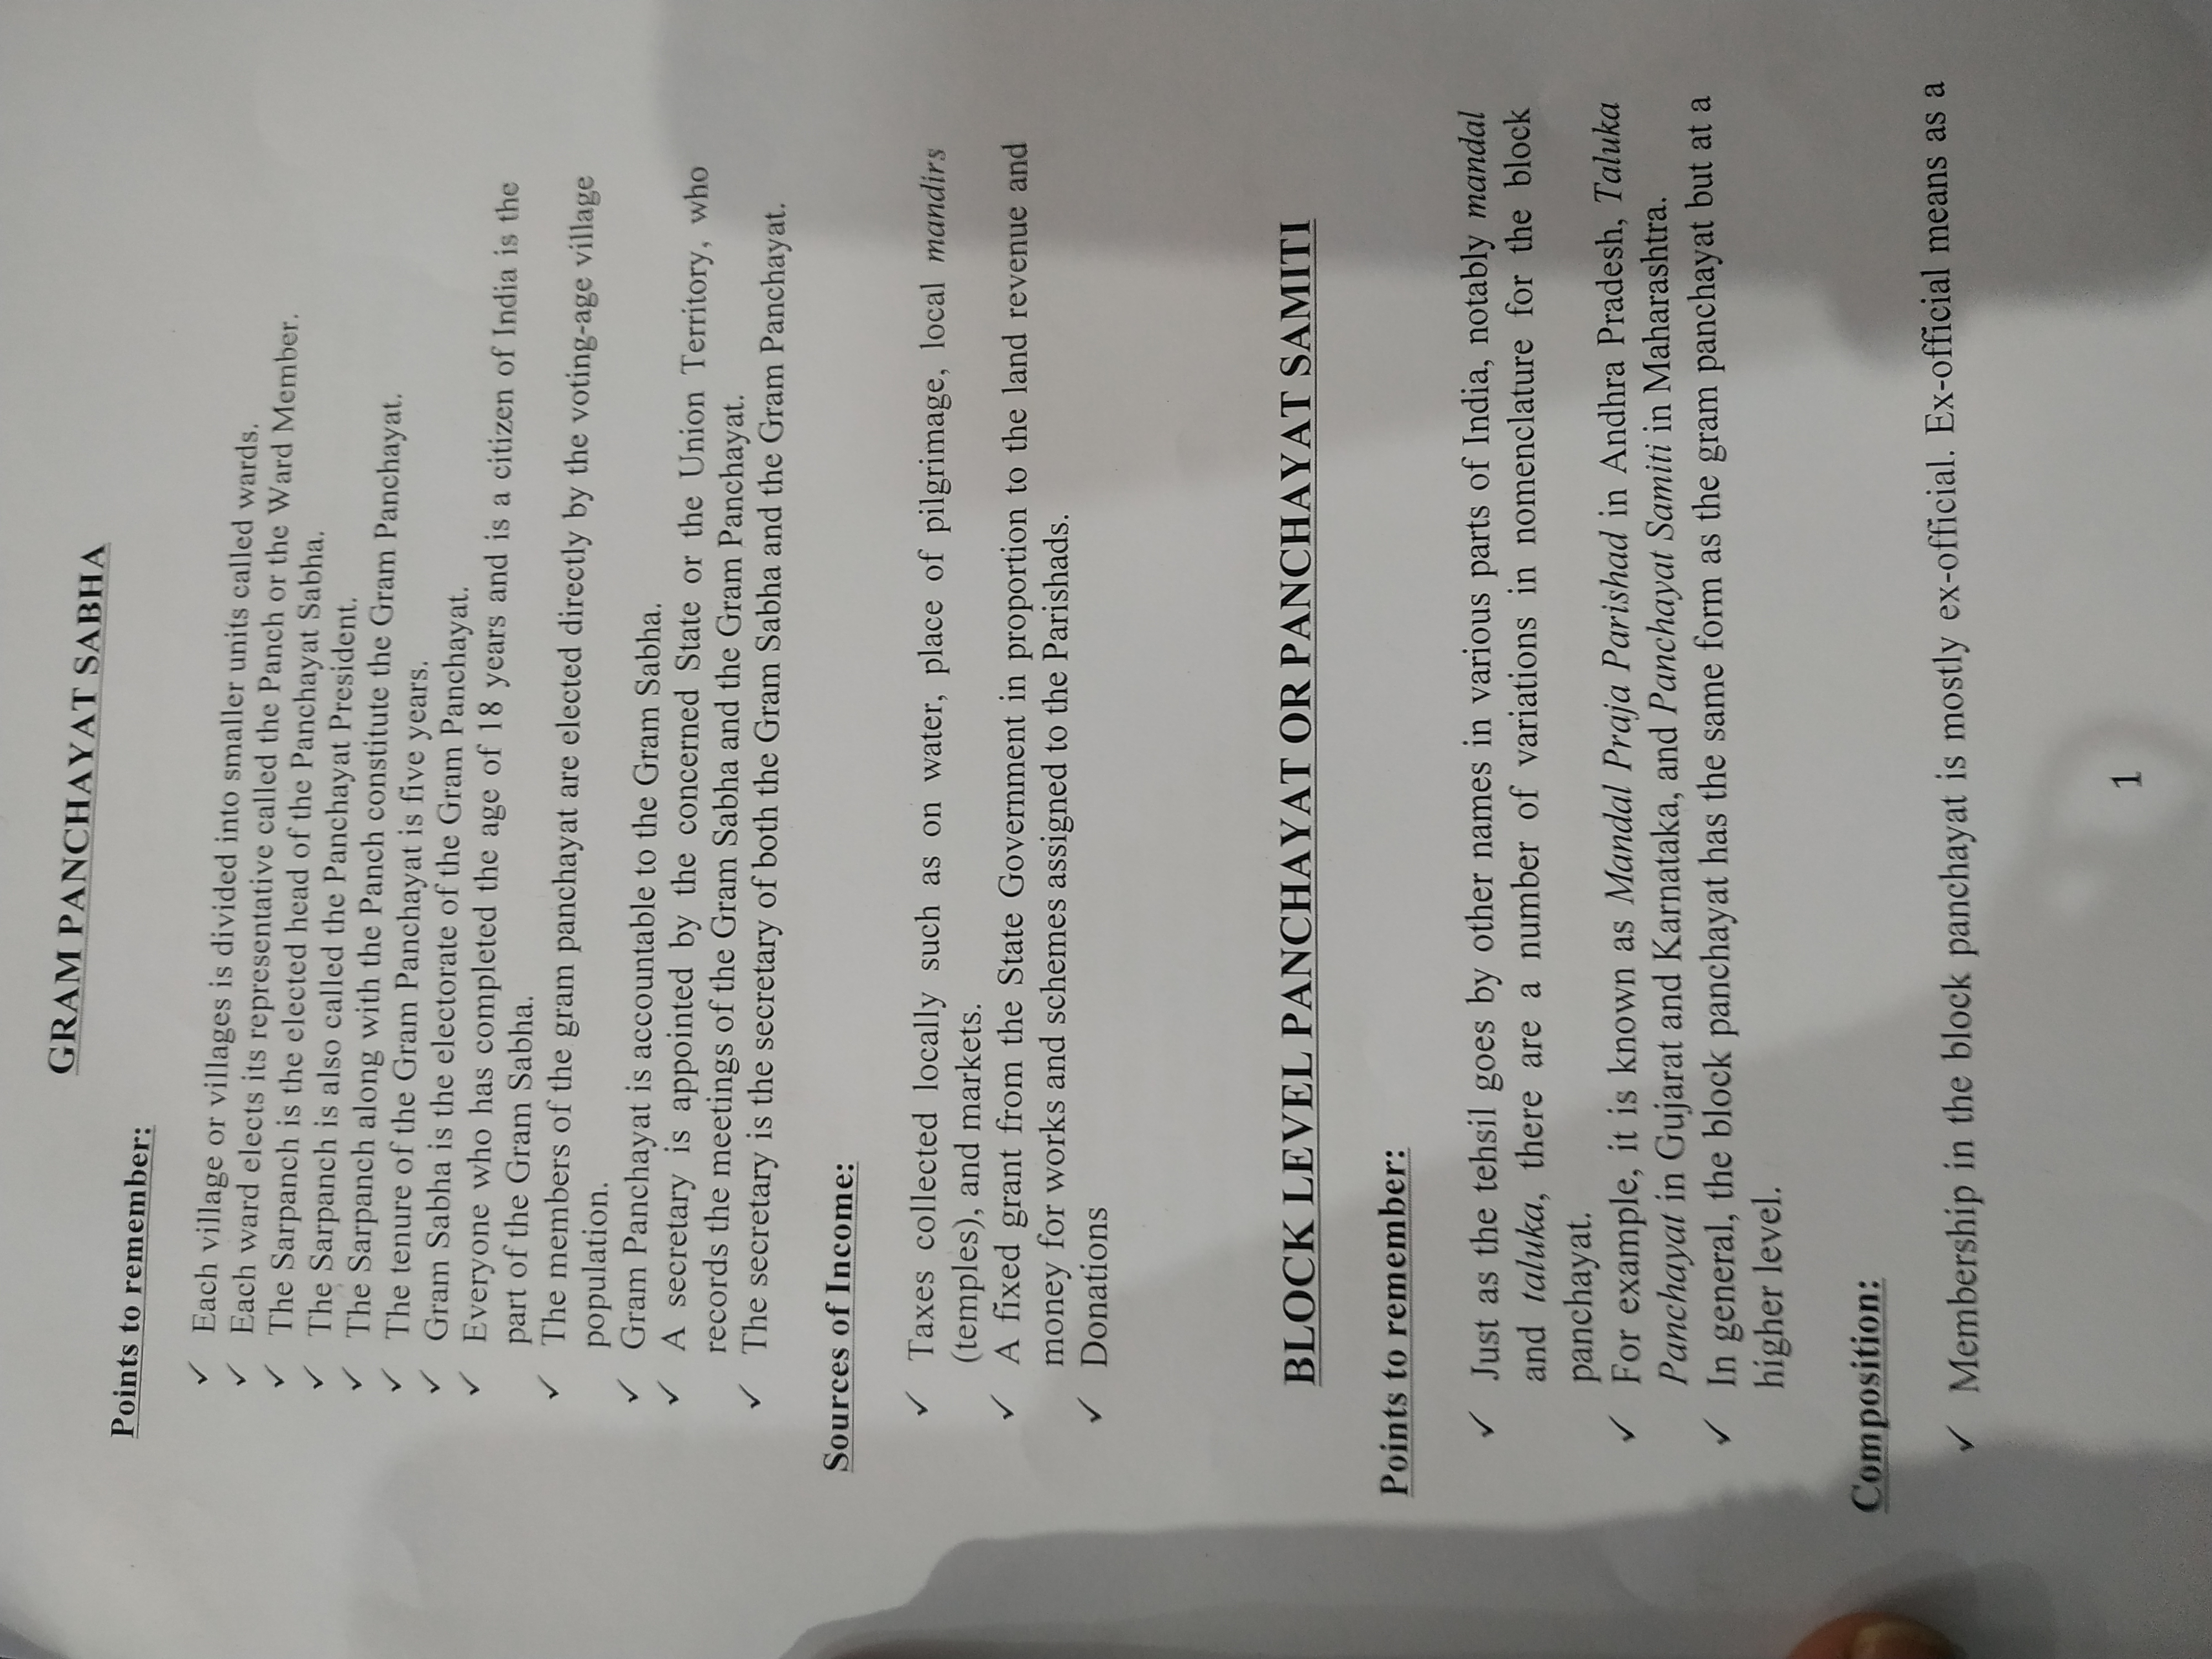 GRAM PANCHAYAT SABHA
Points to remember:
✓ Each village or villages is divided into smaller units called wards.
✓ Each ward elects its representative called the Panch or the Ward Member.
✓ The Sarpanch is the elected head of the Panchayat Sabha.
✓ The Sarpanch is also called the Panchayat President.
✓ The Sarpanch along with the Panch constitute the Gram Panchayat.
✓ The tenure of the Gram Panchayat is five years.
✓ Gram Sabha is the electorate of the Gram Panchayat.
✓ Everyone who has completed the age of 18 years and is a citizen of India is the
part of the Gram Sabha.
✓ The members of the gram panchayat are elected directly by the voting-age village
population.
✓ Gram Panchayat is accountable to the Gram Sabha.
✓ A secretary is appointed by the concerned State or the Union Territory, who
records the meetings of the Gram Sabha and the Gram Panchayat.
✓ The secretary is the secretary of both the Gram Sabha and the Gram Panchayat.
Sources of Income:
✓ Taxes collected locally such as on water, place of pilgrimage, local mandirs
(temples), and markets.
✓ A fixed grant from the State Government in proportion to the land revenue and
money for works and schemes assigned to the Parishads.
✓ Donations
BLOCK LEVEL PANCHAYAT OR PANCHAYAT SAMITI
Points to remember:
✓ Just as the tehsil goes by other names in various parts of India, notably mandal
and taluka, there are a number of variations in nomenclature for the block
panchayat.
✓ For example, it is known as Mandal Praja Parishad in Andhra Pradesh, Taluka
Panchayat in Gujarat and Karnataka, and Panchayat Samiti in Maharashtra.
✓ In general, the block panchayat has the same form as the gram panchayat but at a
higher level.
Composition:
✓ Membership in the block panchayat is mostly ex-official. Ex-official means as a
1